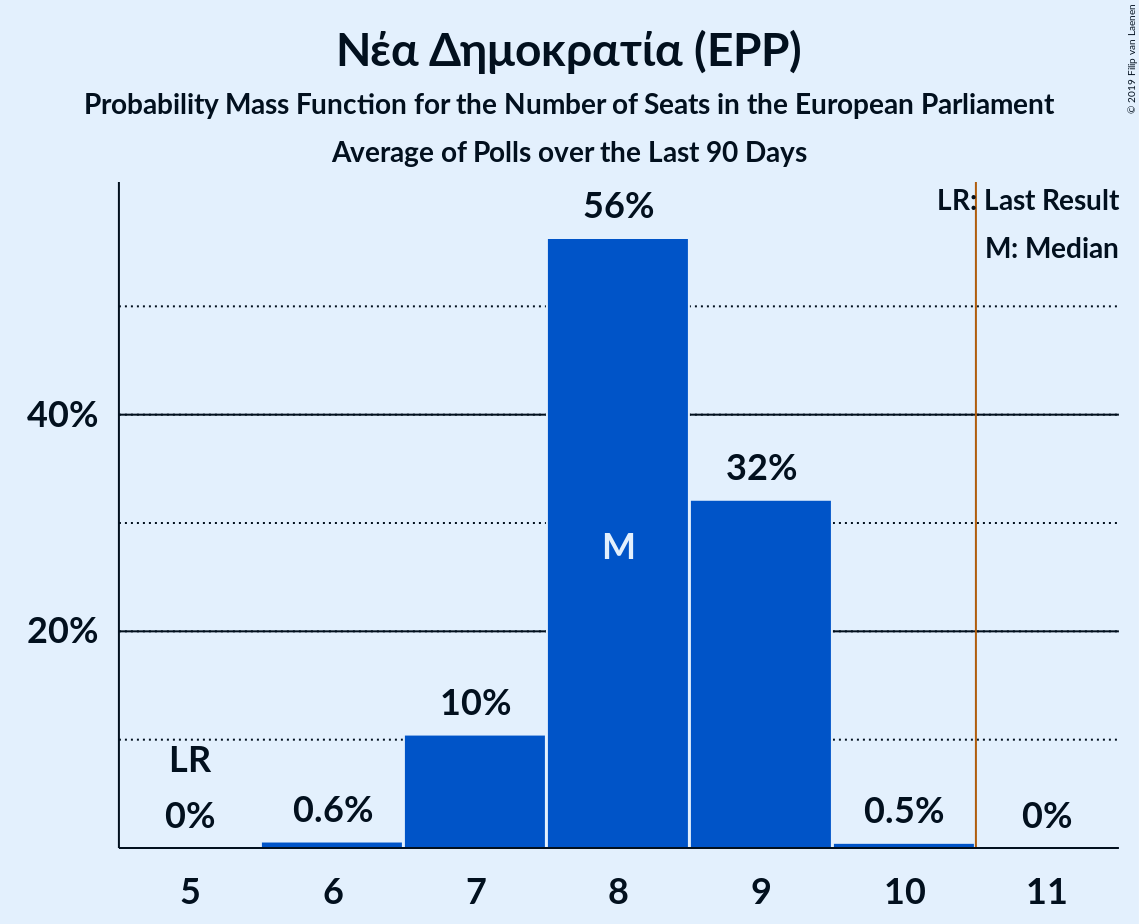 Νέα Δημοκρατία (EPP)
Probability Mass Function for the Number of Seats in the European Parliament
Average of Polls over the Last 90 Days
© 2019 Filip van Laenen
LR: Last Result
M: Median
56%
40%
32%
M
20%
10%
LR
0%
0.6%
0.5%
0%
5 6 7 8 9 10 11